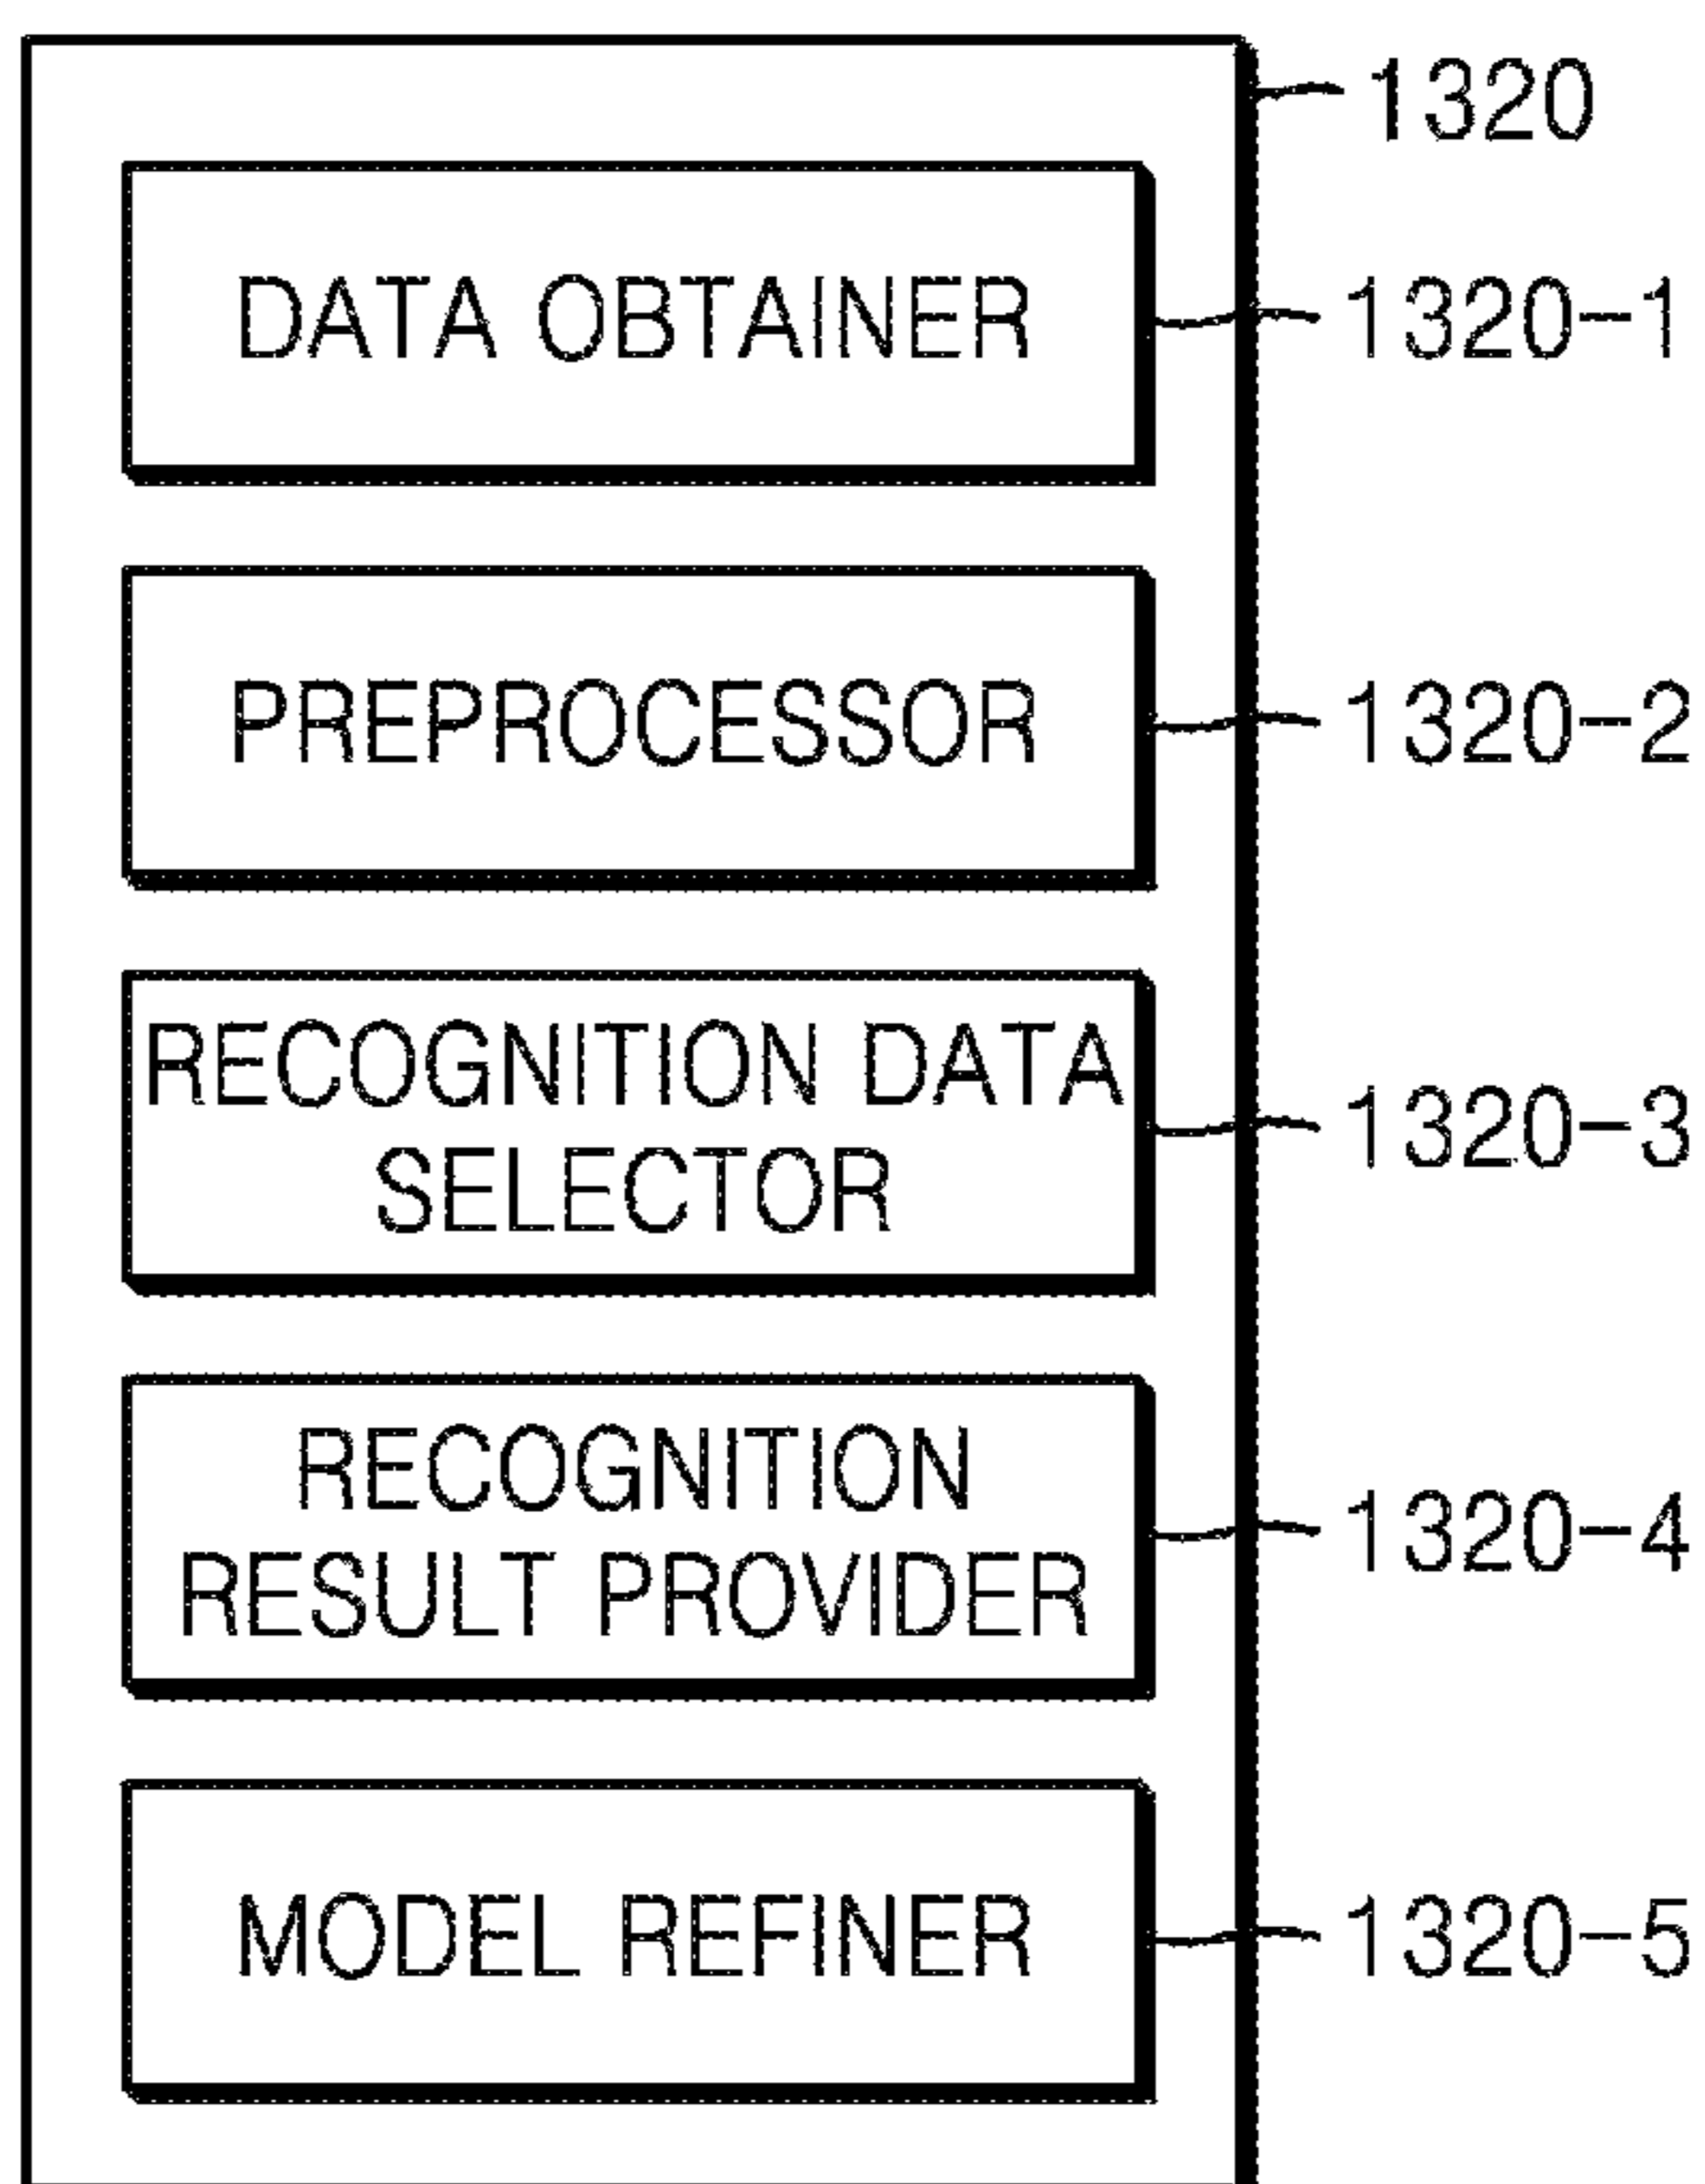 1320
DATA OBTAINER
1320-1
PREPROCESSOR
1320-2
RECOGNITION DATA
SELECTOR
1320-3
RECOGNITION
RESULT PROVIDER
1320-4
MODEL REFINER
1320-5